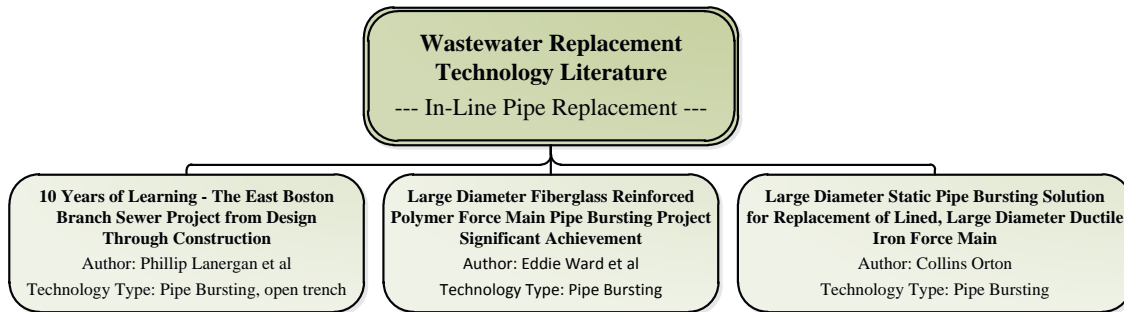 Wastewater Replacement
Technology Literature
--- In-Line Pipe Replacement ---
10 Years of Learning - The East Boston
Branch Sewer Project from Design
Through Construction
Author: Phillip Lanergan et al
Technology Type: Pipe Bursting, open trench
Large Diameter Fiberglass Reinforced
Polymer Force Main Pipe Bursting Project
Significant Achievement
Author: Eddie Ward et al
Technology Type: Pipe Bursting
Large Diameter Static Pipe Bursting Solution
for Replacement of Lined, Large Diameter Ductile
Iron Force Main
Author: Collins Orton
Technology Type: Pipe Bursting